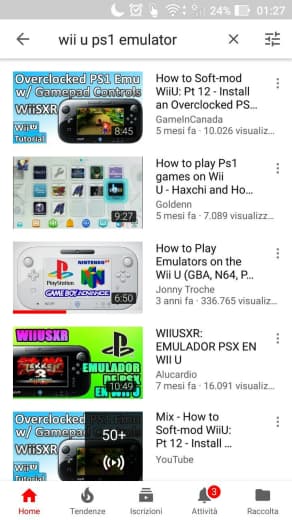 24% 01:27
wii u ps1 emulator
Overclocked PS1 Emu
w/ Gamepad Controls
WiiSXR
WiiU
Tutorial
8:45
How to Soft-mod
WiiU: Pt 12 - Install
an Overclocked PS...
GameInCanada
5 mesi fa · 10.026 visualiz...
9:27
How to play Ps1
games on Wii
U - Haxchi and Ho...
Goldenn
5 mesi fa · 7.089 visualizz...
PlayStation
NINTENDO 64
GAME BOY ADVANCE
6:50
How to Play
Emulators on the
Wii U (GBA, N64, P...
Jonny Troche
3 anni fa · 336.765 visualiz...
WIIUSXR
TEKKEN 3
EMULADOR
DE PSX
EN WII U
10:49
WIIUSXR:
EMULADOR PSX EN
WII U
Alucardio
7 mesi fa · 16.091 visualiz...
Overclocked PS1 Emu
w/ Gamepad
WiiSXR
WiiU
Tutorial
50+
Mix - How to
Soft-mod WiiU:
Pt 12 - Install ...
YouTube
3
Home
Tendenze
Iscrizioni
Attività
Raccolta